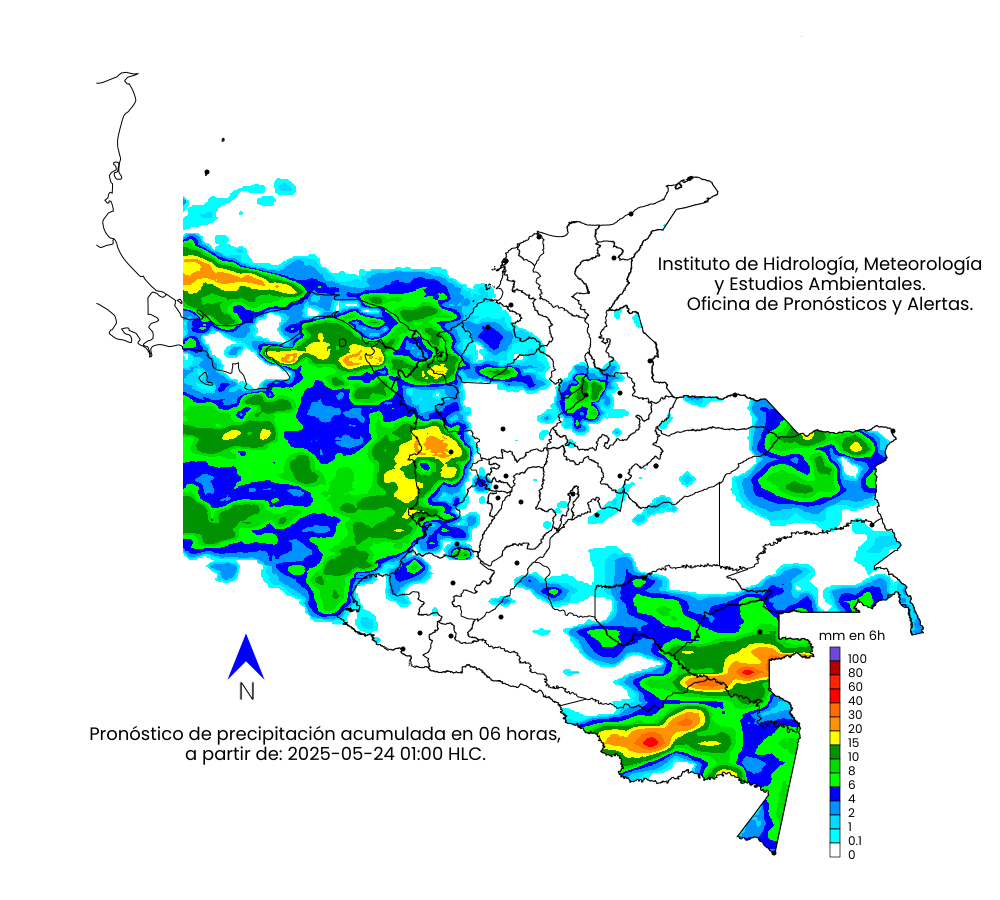 Instituto de Hidrología, Meteorología
y Estudios Ambientales.
Oficina de Pronósticos y Alertas.
mm en 6h
100
80
60
40
30
20
15
10
8
6
4
2
1
0.1
0
N
Pronóstico de precipitación acumulada en 06 horas,
a partir de: 2025-05-24 01:00 HLC.